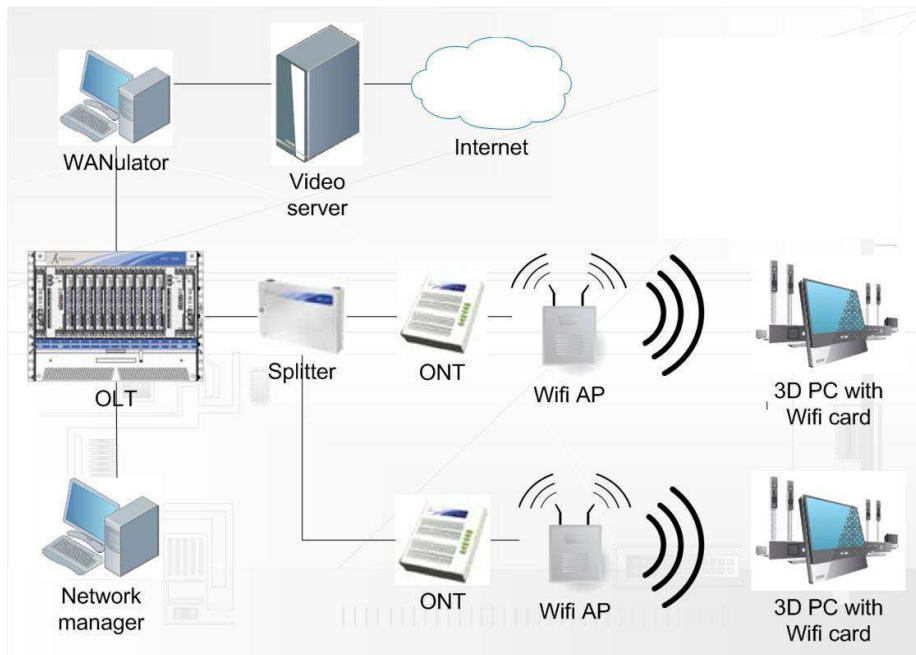 WANulator
Video
server
Internet
OLT
Splitter
ONT
Wifi AP
3D PC with
Wifi card
Network
manager
ONT
Wifi AP
3D PC with
Wifi card